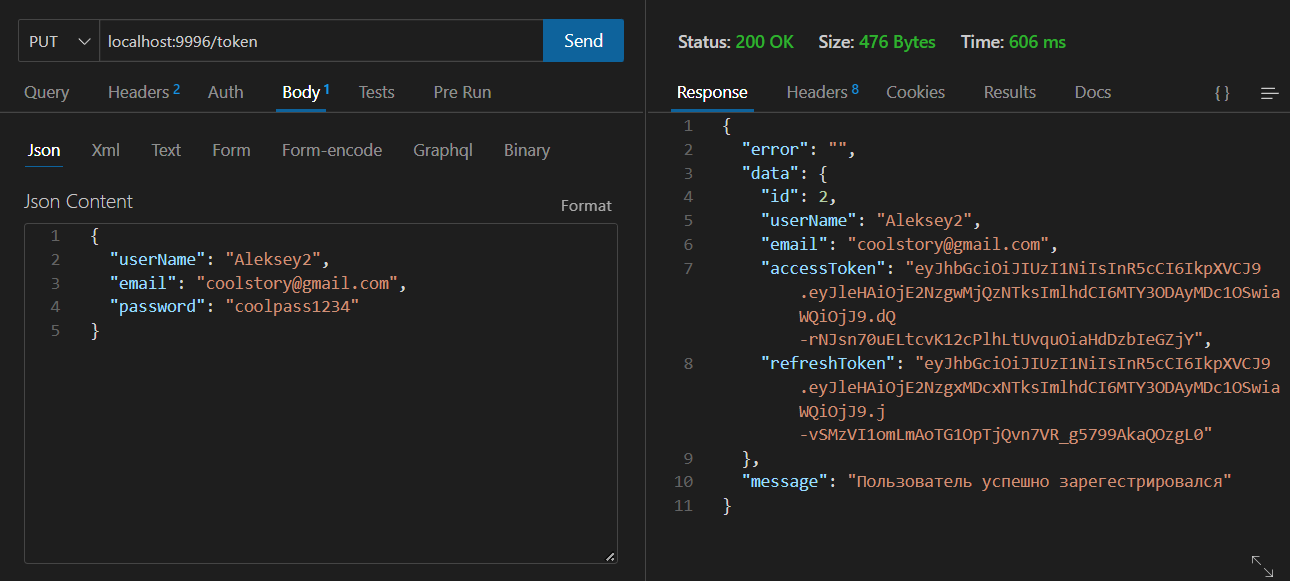 PUT localhost:9996/token Send
Status: 200 OK Size: 476 Bytes Time: 606 ms
Query Headers 2 Auth Body 1 Tests Pre Run
Response Headers 8 Cookies Results Docs { }
Json Xml Text Form Form-encode Graphql Binary
Json Content Format
1 {
2 "userName": "Aleksey2",
3 "email": "coolstory@gmail.com",
4 "password": "coolpass1234"
5 }
1 {
2 "error": "",
3 "data": {
4 "id": 2,
5 "userName": "Aleksey2",
6 "email": "coolstory@gmail.com",
7 "accessToken": "eyJhbGciOiJIUzI1NiIsInR5cCI6IkpXVCJ9
.eyJleHAiOjE2NzgwMjQzNTksImlhdCI6MTY3ODAyMDc1OSwia
WQiOjJ9.dQ
-rNJsn70uELtcvK12cPlhLtUvquOiaHdDzbIeGZjY",
8 "refreshToken": "eyJhbGciOiJIUzI1NiIsInR5cCI6IkpXVCJ9
.eyJleHAiOjE2NzgxMDcxNTksImlhdCI6MTY3ODAyMDc1OSwia
WQiOjJ9.j
-vSMzVI1omLmAoTG1OpTjQvn7VR_g5799AkaQOzgL0"
9 },
10 "message": "Пользователь успешно зарегестрировался"
11 }